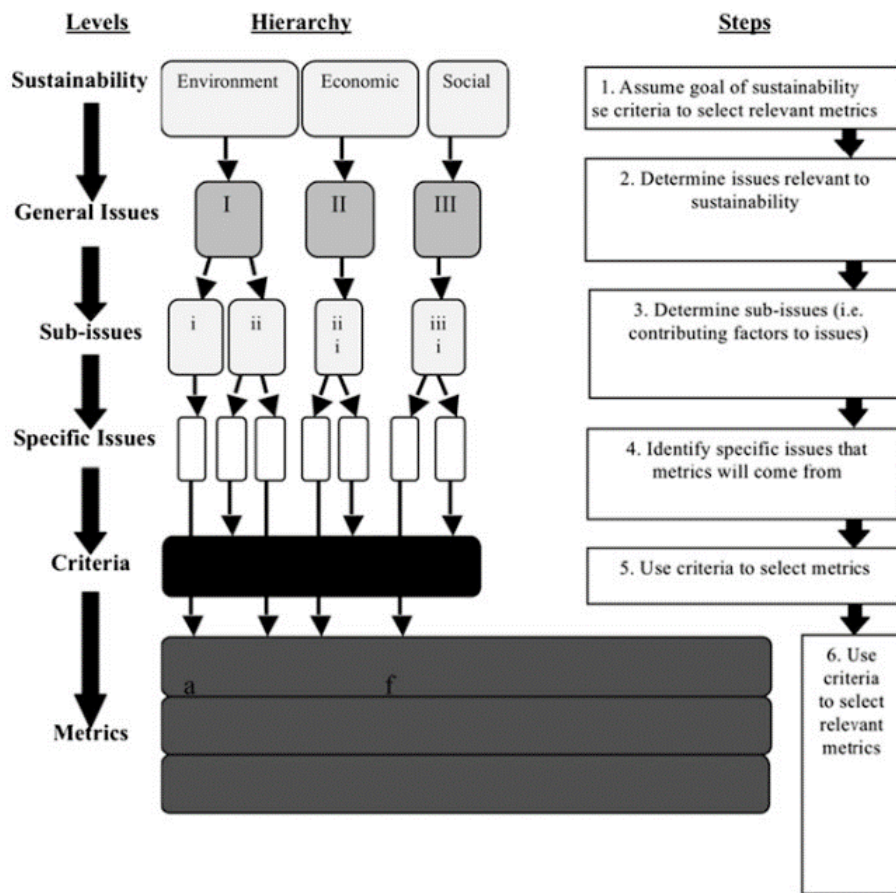 Levels
Hierarchy
Steps
Sustainability
Environment
Economic
Social
1. Assume goal of sustainability
se criteria to select relevant metrics
General Issues
I
II
III
2. Determine issues relevant to
sustainability
Sub-issues
i
ii
ii
i
iii
i
3. Determine sub-issues (i.e.
contributing factors to issues)
Specific Issues
4. Identify specific issues that
metrics will come from
Criteria
5. Use criteria to select metrics
a
f
Metrics
6. Use
criteria
to select
relevant
metrics